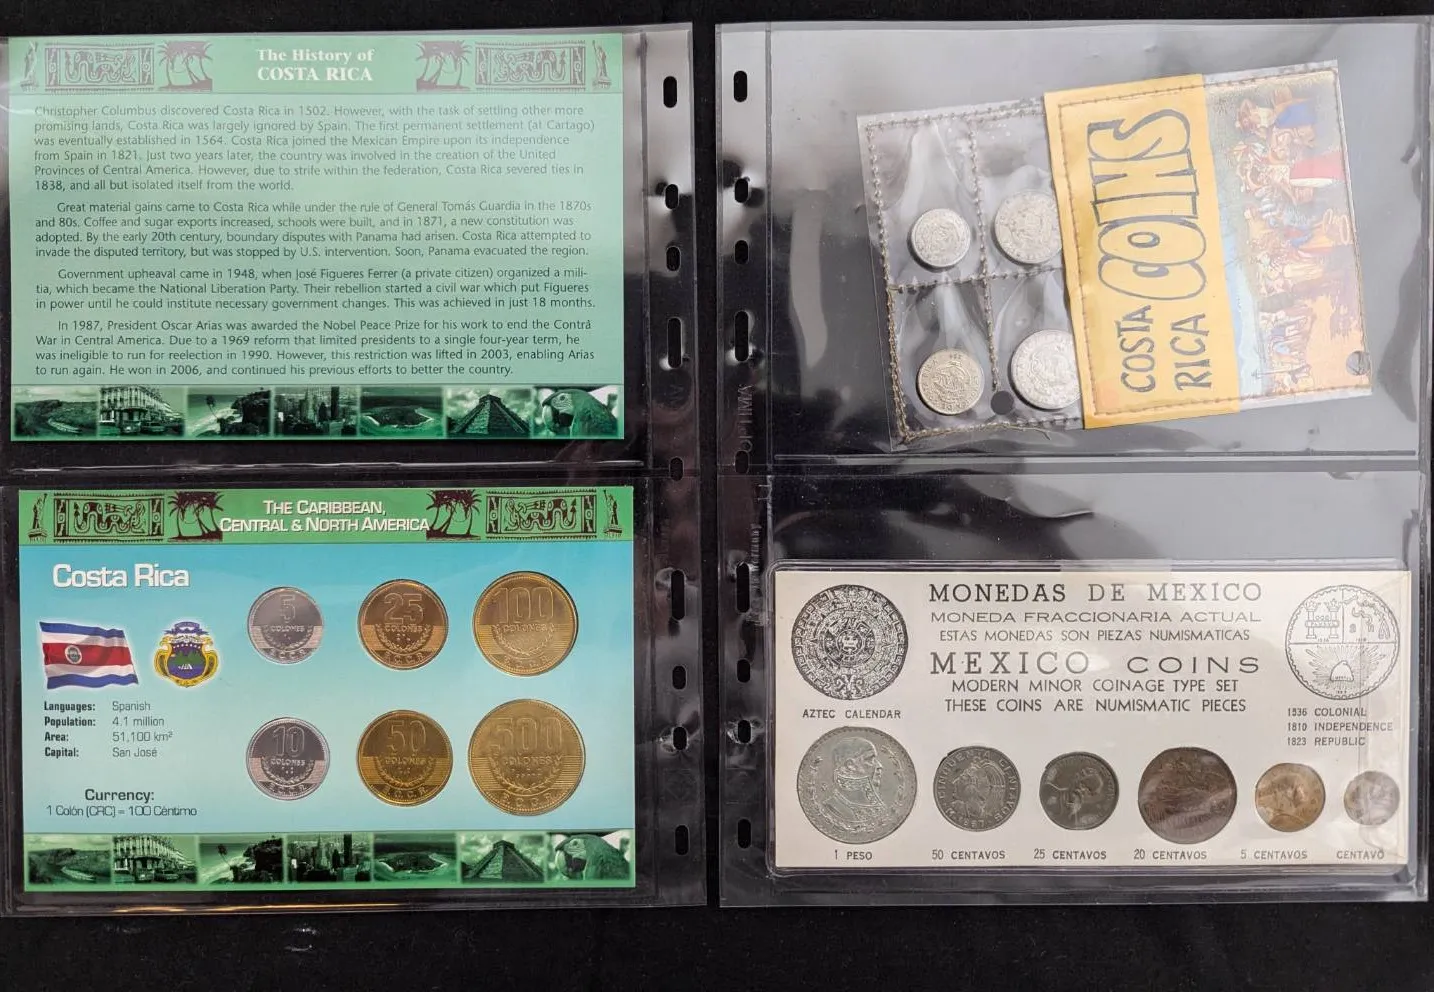 The History of
COSTA RICA
Christopher Columbus discovered Costa Rica in 1502. However, with the task of settling other more
promising lands, Costa Rica was largely ignored by Spain. The first permanent settlement (at Cartago)
was eventually established in 1564. Costa Rica joined the Mexican Empire upon its independence
from Spain in 1821. Just two years later, the country was involved in the creation of the United
Provinces of Central America. However, due to strife within the federation, Costa Rica severed ties in
1838, and all but isolated itself from the world.
Great material gains came to Costa Rica while under the rule of General Tomás Guardia in the 1870s
and 80s. Coffee and sugar exports increased, schools were built, and in 1871, a new constitution was
adopted. By the early 20th century, boundary disputes with Panama had arisen. Costa Rica attempted to
invade the disputed territory, but was stopped by U.S. intervention. Soon, Panama evacuated the region.
Government upheaval came in 1948, when José Figueres Ferrer (a private citizen) organized a mili-
tia, which became the National Liberation Party. Their rebellion started a civil war which put Figueres
in power until he could institute necessary government changes. This was achieved in just 18 months.
In 1987, President Oscar Arias was awarded the Nobel Peace Prize for his work to end the Contra
War in Central America. Due to a 1969 reform that limited presidents to a single four-year term, he
was ineligible to run for reelection in 1990. However, this restriction was lifted in 2003, enabling Arias
to run again. He won in 2006, and continued his previous efforts to better the country.
THE CARIBBEAN,
CENTRAL & NORTH AMERICA
Costa Rica
Languages: Spanish
Population: 4.1 million
Area: 51,100 km²
Capital: San José
Currency:
1 Colón (CRC) = 100 Céntimo
5
COLONES
B.C.C.R.
25
COLONES
B.C.C.R.
100
COLONES
B.C.C.R.
10
COLONES
B.C.C.R.
50
COLONES
B.C.C.R.
500
COLONES
B.C.C.R.
COSTA
RICA
COINS
MONEDAS DE MEXICO
MONEDA FRACCIONARIA ACTUAL
ESTAS MONEDAS SON PIEZAS NUMISMATICAS
MEXICO COINS
MODERN MINOR COINAGE TYPE SET
THESE COINS ARE NUMISMATIC PIECES
AZTEC CALENDAR
1536 COLONIAL
1810 INDEPENDENCE
1823 REPUBLIC
CINCUENTA CENTAVOS
1 PESO
50 CENTAVOS
25 CENTAVOS
20 CENTAVOS
5 CENTAVOS
CENTAVO